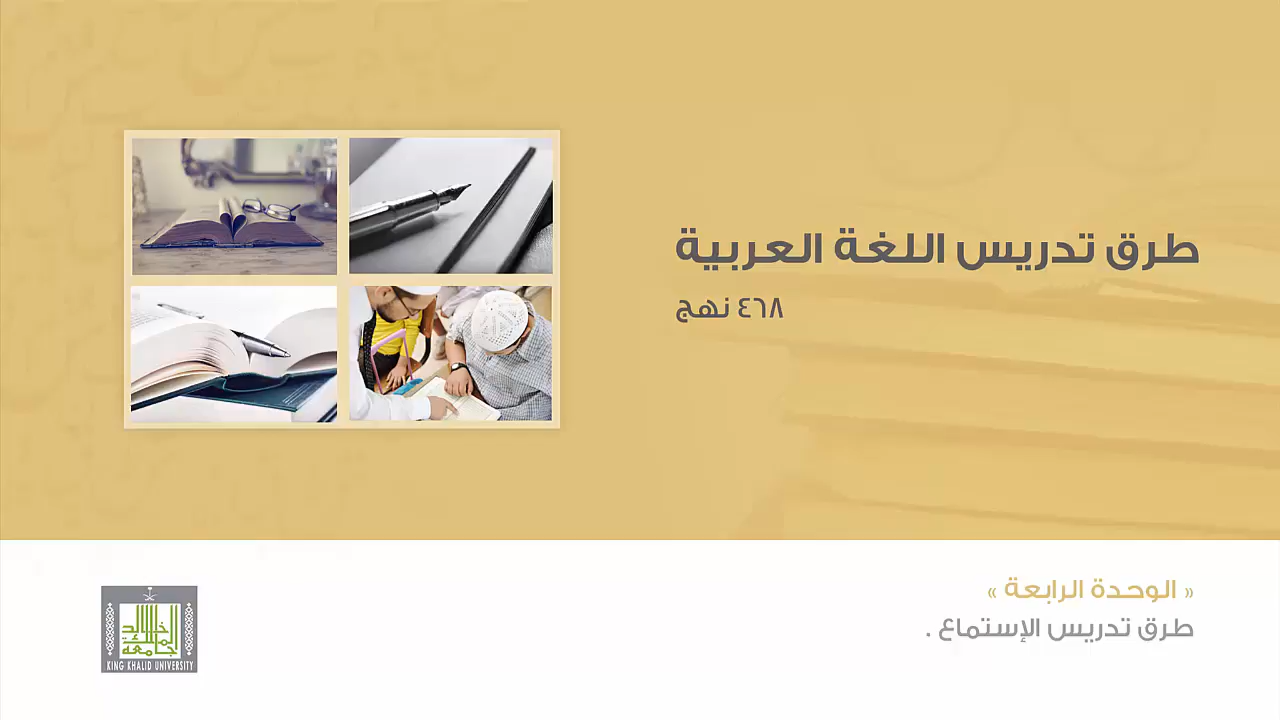 طرق تدريس اللغة العربية
٤٦٨ نهج
« الوحدة الرابعة »
طرق تدريس الإستماع .
جامعة الملك خالد
KING KHALID UNIVERSITY